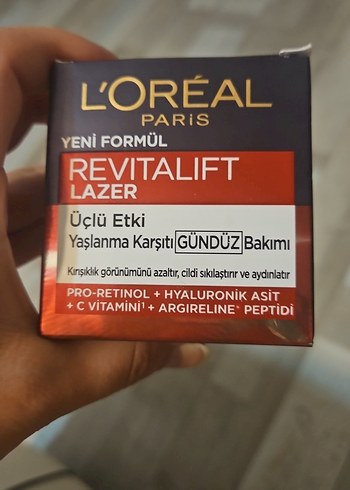 L'ORÉAL
PARiS
YENİ FORMÜL
REVITALIFT
LAZER
Üçlü Etki
Yaşlanma Karşıtı GÜNDÜZ Bakımı
Kırışıklık görünümünü azaltır, cildi sıkılaştırır ve aydınlatır
PRO-RETINOL + HYALURONİK ASİT
+ C VİTAMİNİ¹ + ARGIRELINE* PEPTİDİ